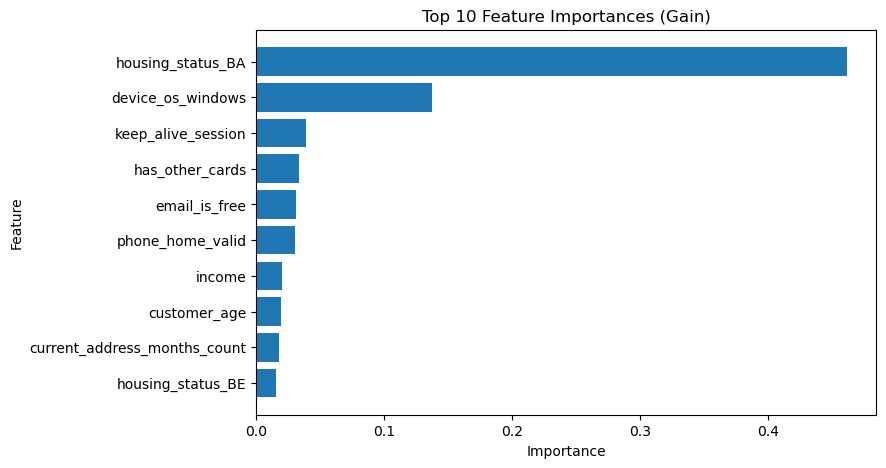 Top 10 Feature Importances (Gain)
Feature
housing_status_BA
device_os_windows
keep_alive_session
has_other_cards
email_is_free
phone_home_valid
income
customer_age
current_address_months_count
housing_status_BE
0.0 0.1 0.2 0.3 0.4
Importance